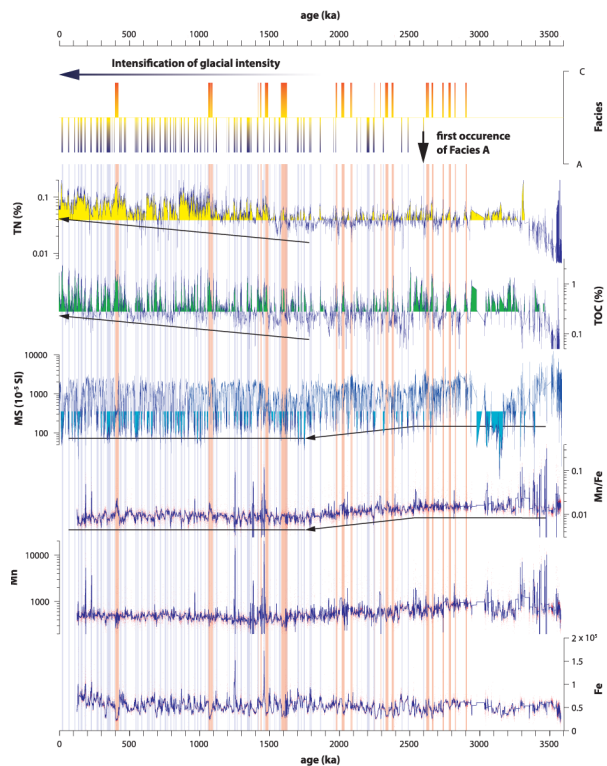 age (ka)
0 500 1000 1500 2000 2500 3000 3500
Intensification of glacial intensity
C
Facies
first occurence
of Facies A
A
TN (%)
0.1
0.01
TOC (%)
1
0.1
MS (10⁻⁵ SI)
10000
1000
100
Mn/Fe
0.1
0.01
Mn
10000
1000
Fe
2 x 10⁵
1.5
1
0.5
0
0 500 1000 1500 2000 2500 3000 3500
age (ka)